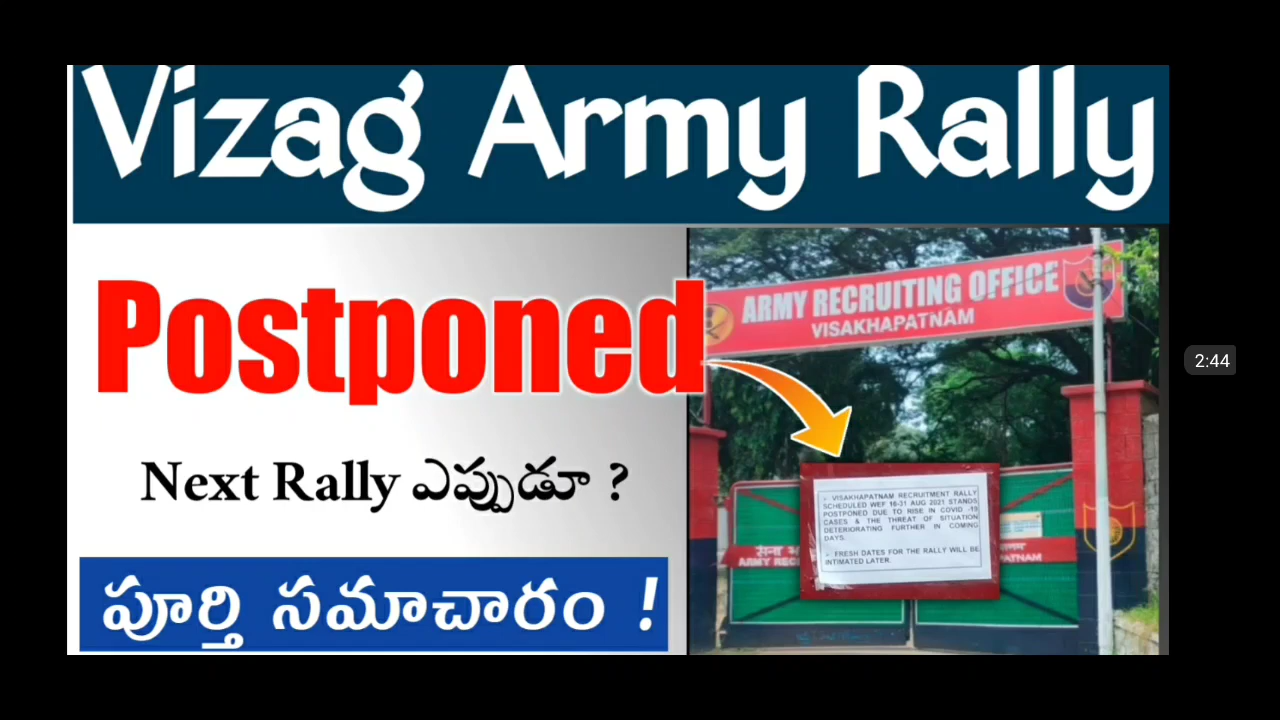 Vizag Army Rally
Postponed
Next Rally ఎప్పుడూ ?
పూర్తి సమాచారం !
ARMY RECRUITING OFFICE
VISAKHAPATNAM
VISAKHAPATNAM RECRUITMENT RALLY
SCHEDULED WEF 16-31 AUG 2021 STANDS
POSTPONED DUE TO RISE IN COVID -19
CASES & THE THREAT OF SITUATION
DETERIORATING FURTHER IN COMING
DAYS.
FRESH DATES FOR THE RALLY WILL BE
INTIMATED LATER.
सेना
ARMY
2:44